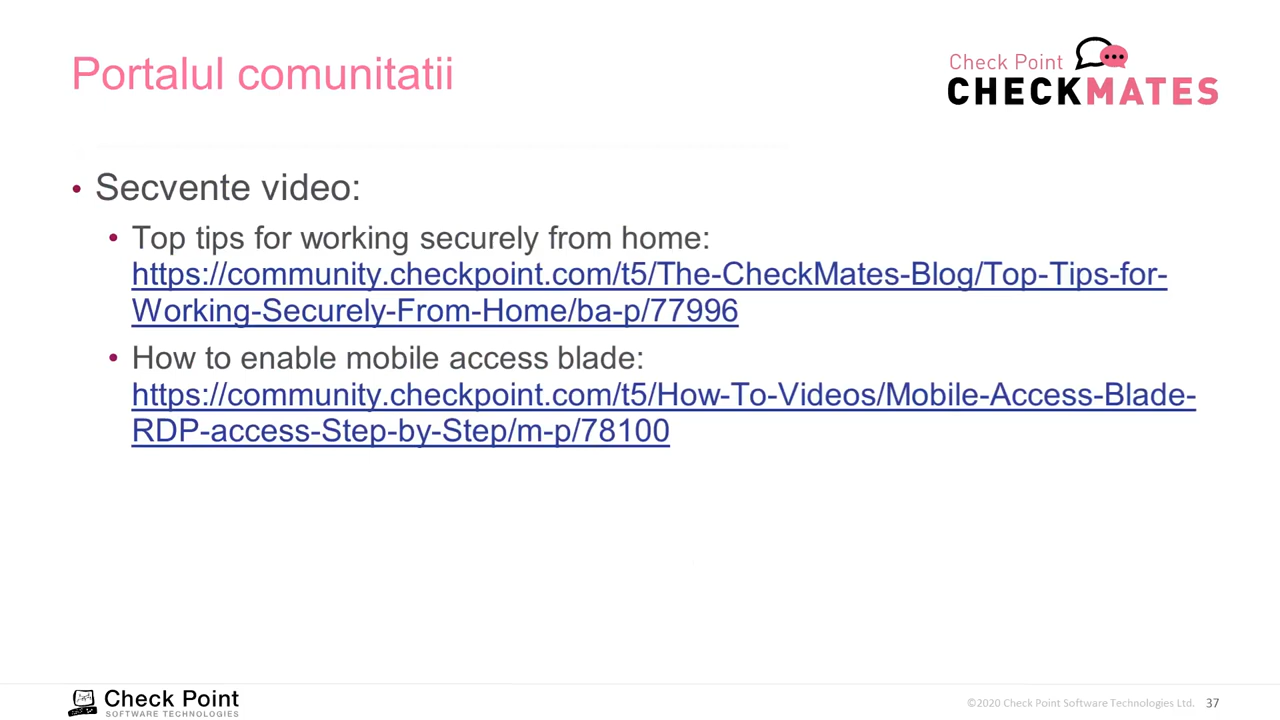 Portalul comunitatii
Check Point
CHECKMATES
• Secvente video:
• Top tips for working securely from home:
https://community.checkpoint.com/t5/The-CheckMates-Blog/Top-Tips-for-
Working-Securely-From-Home/ba-p/77996
• How to enable mobile access blade:
https://community.checkpoint.com/t5/How-To-Videos/Mobile-Access-Blade-
RDP-access-Step-by-Step/m-p/78100
Check Point
SOFTWARE TECHNOLOGIES
©2020 Check Point Software Technologies Ltd. 37